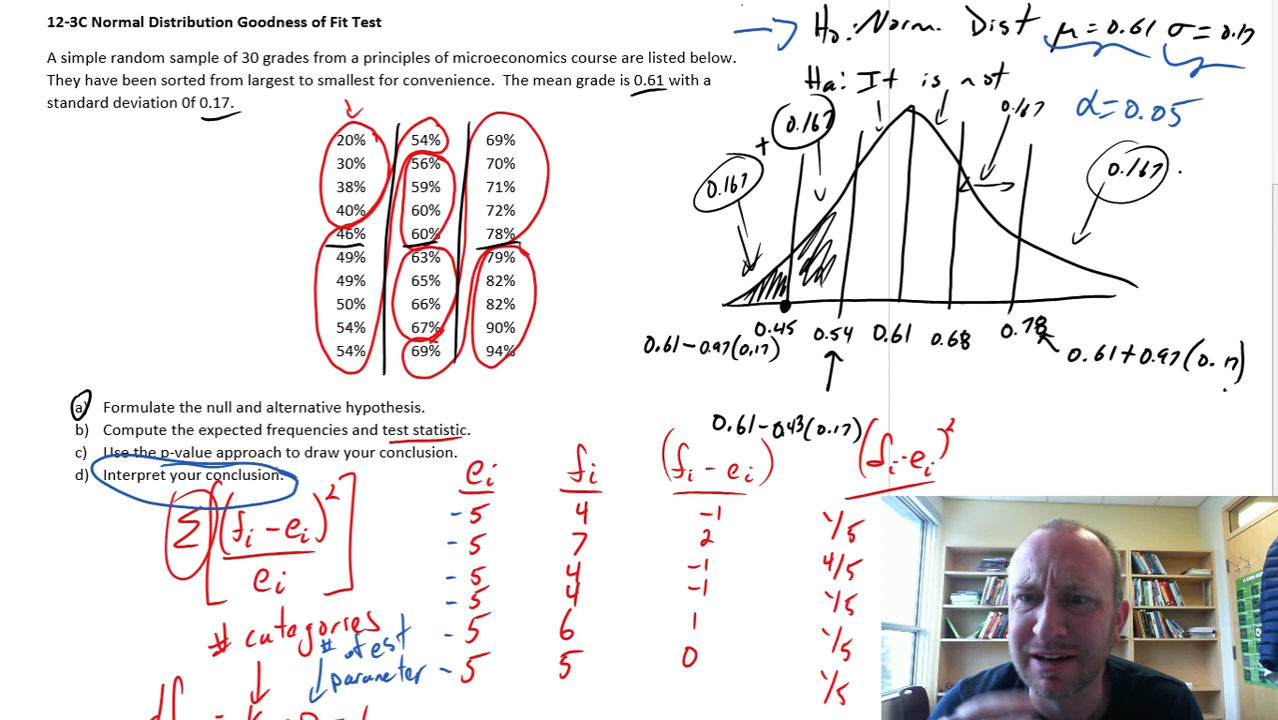 12-3C Normal Distribution Goodness of Fit Test
A simple random sample of 30 grades from a principles of microeconomics course are listed below.
They have been sorted from largest to smallest for convenience. The mean grade is 0.61 with a
standard deviation 0f 0.17.
20% 54% 69%
30% 56% 70%
38% 59% 71%
40% 60% 72%
46% 60% 78%
49% 63% 79%
49% 65% 82%
50% 66% 82%
54% 67% 90%
54% 69% 94%
H₀: Norm. Dist μ=0.61 σ=0.17
Ha: It is not
α=0.05
0.167 + 0.167
0.167
0.167
0.45 0.54 0.61 0.68 0.78
0.61-0.97(0.17)
0.61+0.97(0.17)
0.61-0.43(0.17)
a) Formulate the null and alternative hypothesis.
b) Compute the expected frequencies and test statistic.
c) Use the p-value approach to draw your conclusion.
d) Interpret your conclusion.
Σ[(fi-ei)²/ei]
ei fi (fi-ei) (fi-ei)²
-5 4 -1 1/5
-5 7 2 4/5
-5 4 -1 1/5
-5 4 -1 1/5
-5 6 1 1/5
-5 5 0
# categories
# of test
parameter
df = k-p-1